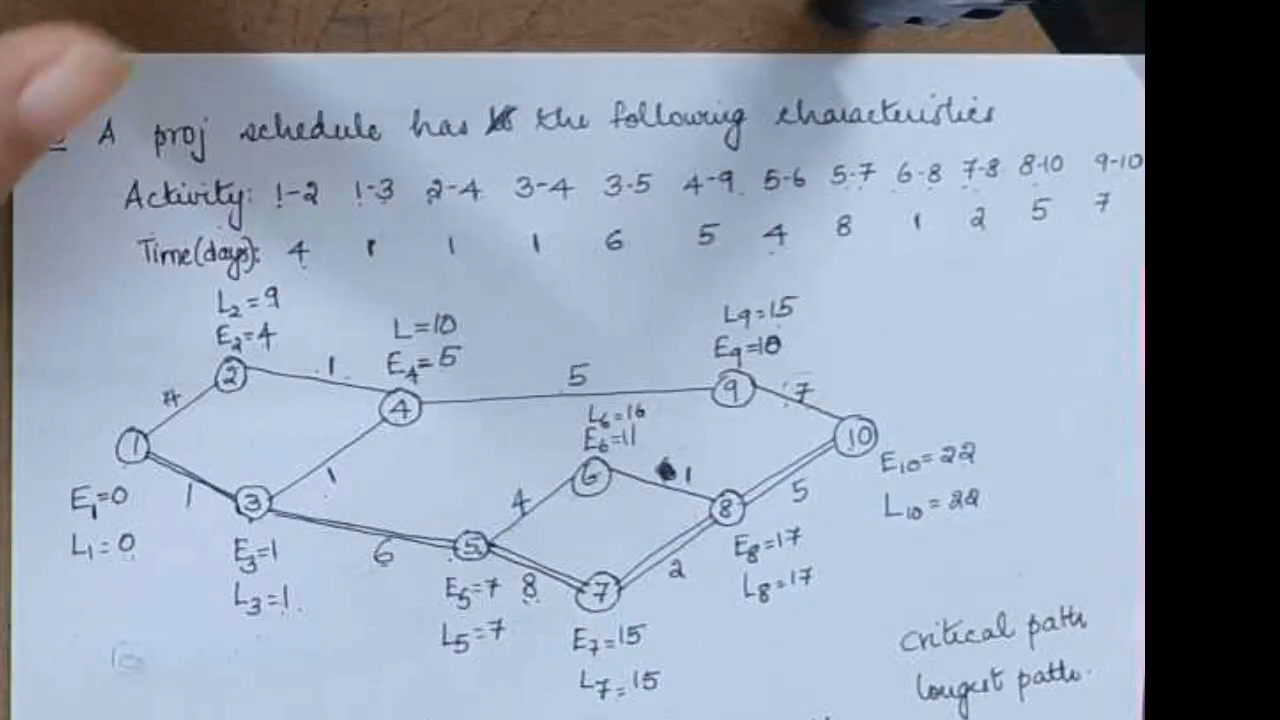 A proj schedule has the following characteristics
Activity: 1-2 1-3 2-4 3-4 3-5 4-9 5-6 5-7 6-8 7-8 8-10 9-10
Time(days): 4 1 1 1 6 5 4 8 1 2 5 7
L2=9
E2=4
L=10
E4=5
L9=15
E9=10
4
2
1
4
5
9
7
10
L6=16
E6=11
6
1
1
1
3
1
E1=0
L1=0
E3=1
L3=1.
6
5
4
8
5
E10=22
L10=22
E5=7
L5=7
8
7
2
E7=15
L7=15
E8=17
L8=17
critical path
longest path.